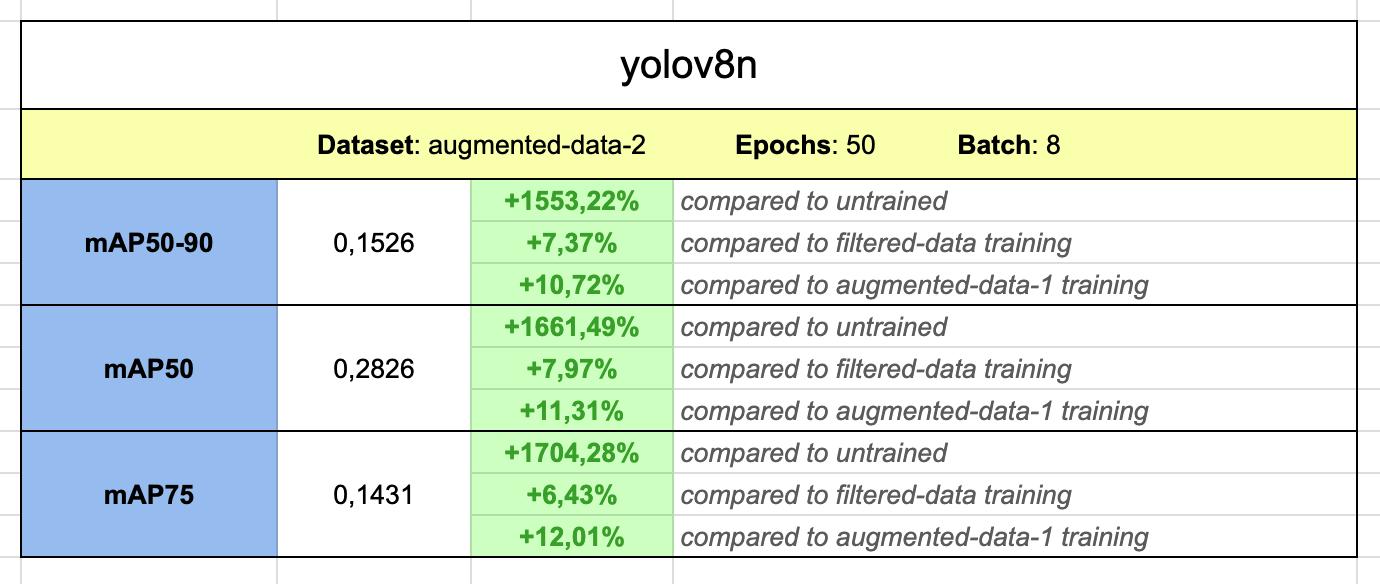 yolov8n
Dataset: augmented-data-2 Epochs: 50 Batch: 8
+1553,22% compared to untrained
mAP50-90 0,1526 +7,37% compared to filtered-data training
+10,72% compared to augmented-data-1 training
+1661,49% compared to untrained
mAP50 0,2826 +7,97% compared to filtered-data training
+11,31% compared to augmented-data-1 training
+1704,28% compared to untrained
mAP75 0,1431 +6,43% compared to filtered-data training
+12,01% compared to augmented-data-1 training